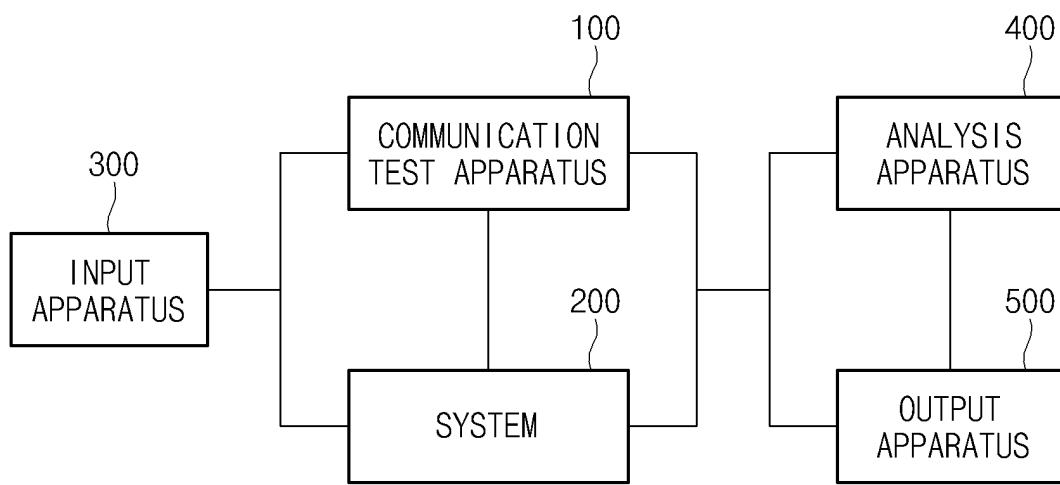 100
COMMUNICATION
TEST APPARATUS
400
ANALYSIS
APPARATUS
300
INPUT
APPARATUS
200
SYSTEM
500
OUTPUT
APPARATUS